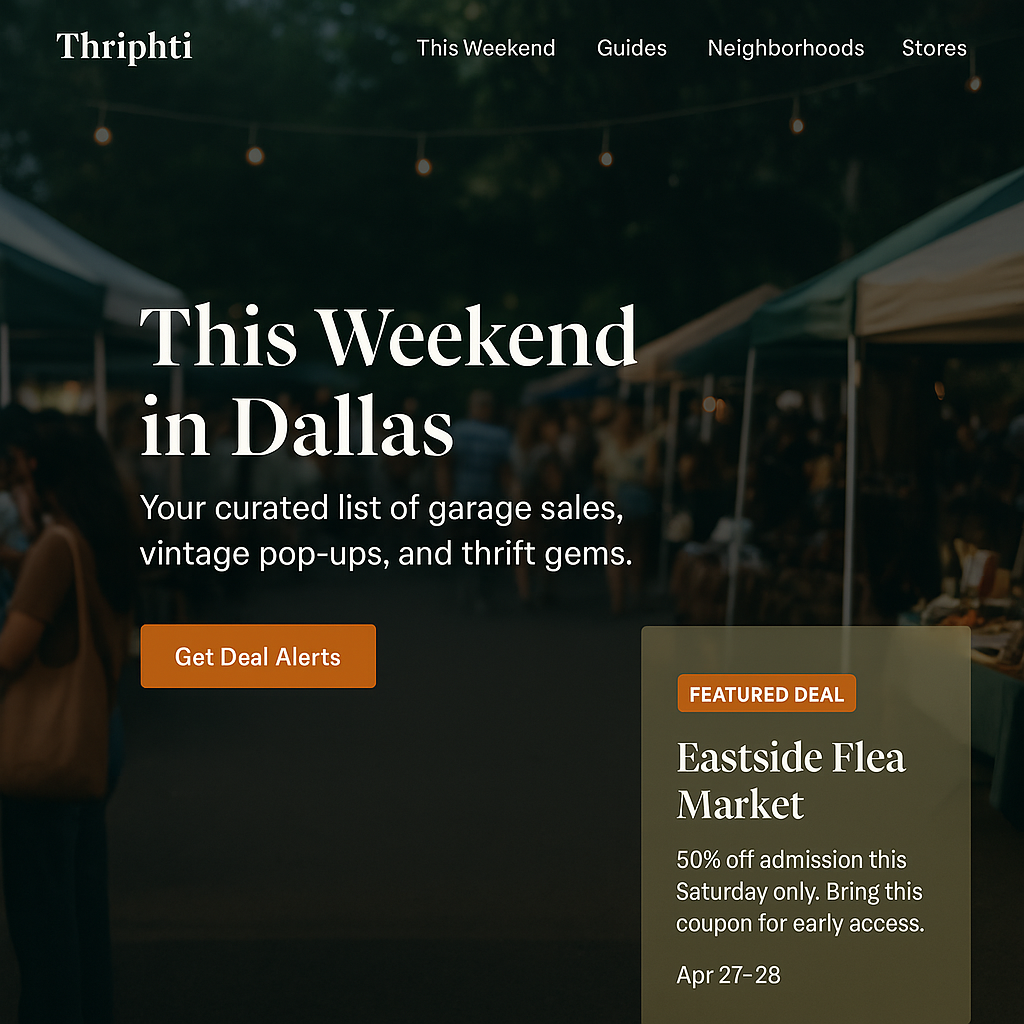 Thriphti
This Weekend Guides Neighborhoods Stores
This Weekend
in Dallas
Your curated list of garage sales,
vintage pop-ups, and thrift gems.
Get Deal Alerts
FEATURED DEAL
Eastside Flea
Market
50% off admission this
Saturday only. Bring this
coupon for early access.
Apr 27–28